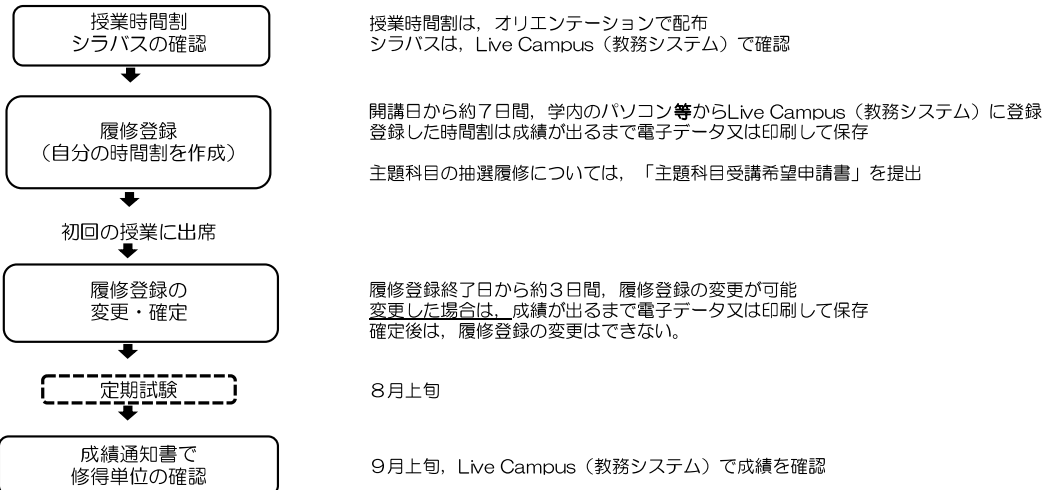 授業時間割
シラバスの確認
授業時間割は，オリエンテーションで配布
シラバスは，Live Campus（教務システム）で確認
履修登録
（自分の時間割を作成）
開講日から約７日間，学内のパソコン等からLive Campus（教務システム）に登録
登録した時間割は成績が出るまで電子データ又は印刷して保存
主題科目の抽選履修については，「主題科目受講希望申請書」を提出
初回の授業に出席
履修登録の
変更・確定
履修登録終了日から約３日間，履修登録の変更が可能
変更した場合は，成績が出るまで電子データ又は印刷して保存
確定後は，履修登録の変更はできない。
定期試験
８月上旬
成績通知書で
修得単位の確認
９月上旬，Live Campus（教務システム）で成績を確認